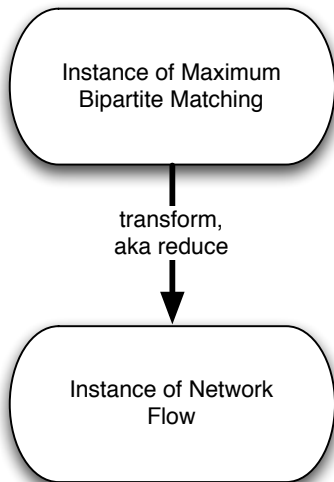 Instance of Maximum
Bipartite Matching
transform,
aka reduce
Instance of Network
Flow